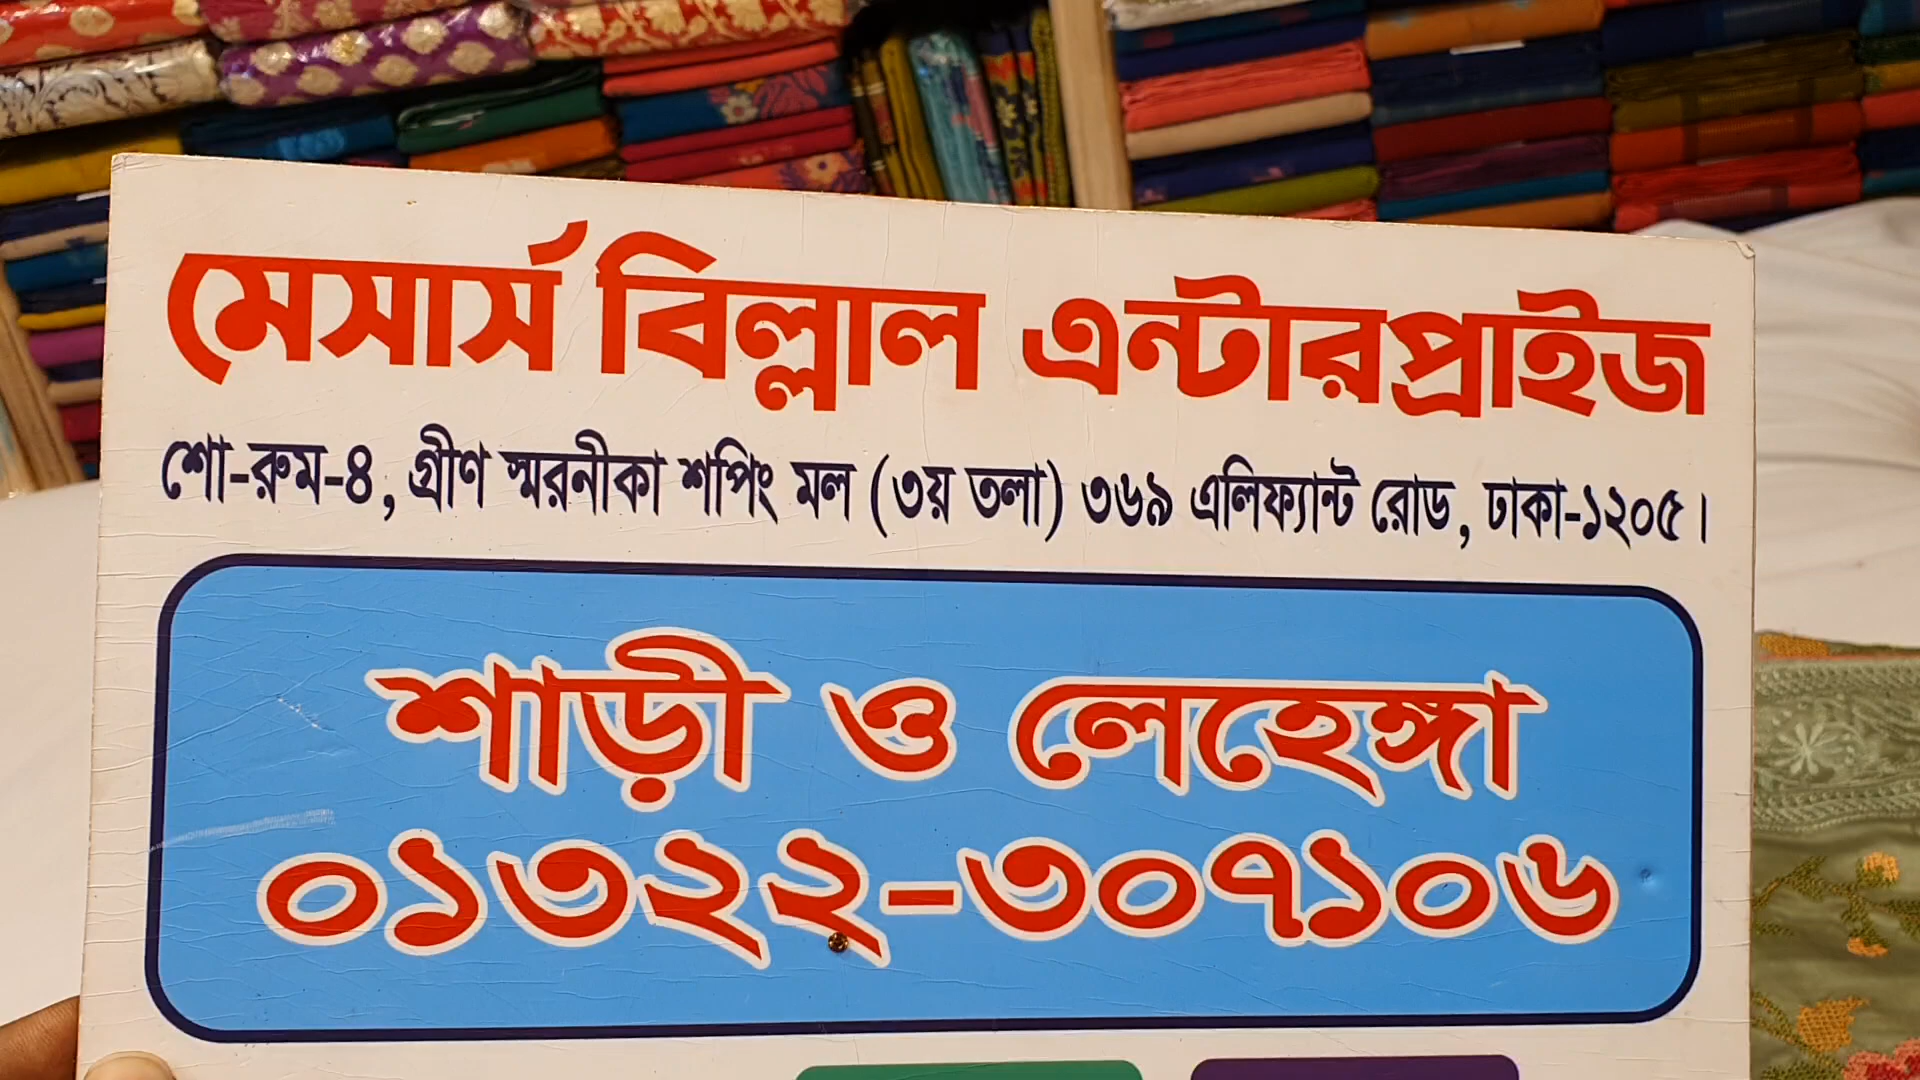 মেসার্স বিল্লাল এন্টারপ্রাইজ
শো-রুম-৪, গ্রীণ স্মরনীকা শপিং মল (৩য় তলা) ৩৬৯ এলিফ্যান্ট রোড, ঢাকা-১২০৫।
শাড়ী ও লেহেঙ্গা
০১৩২২-৩০৭১০৬